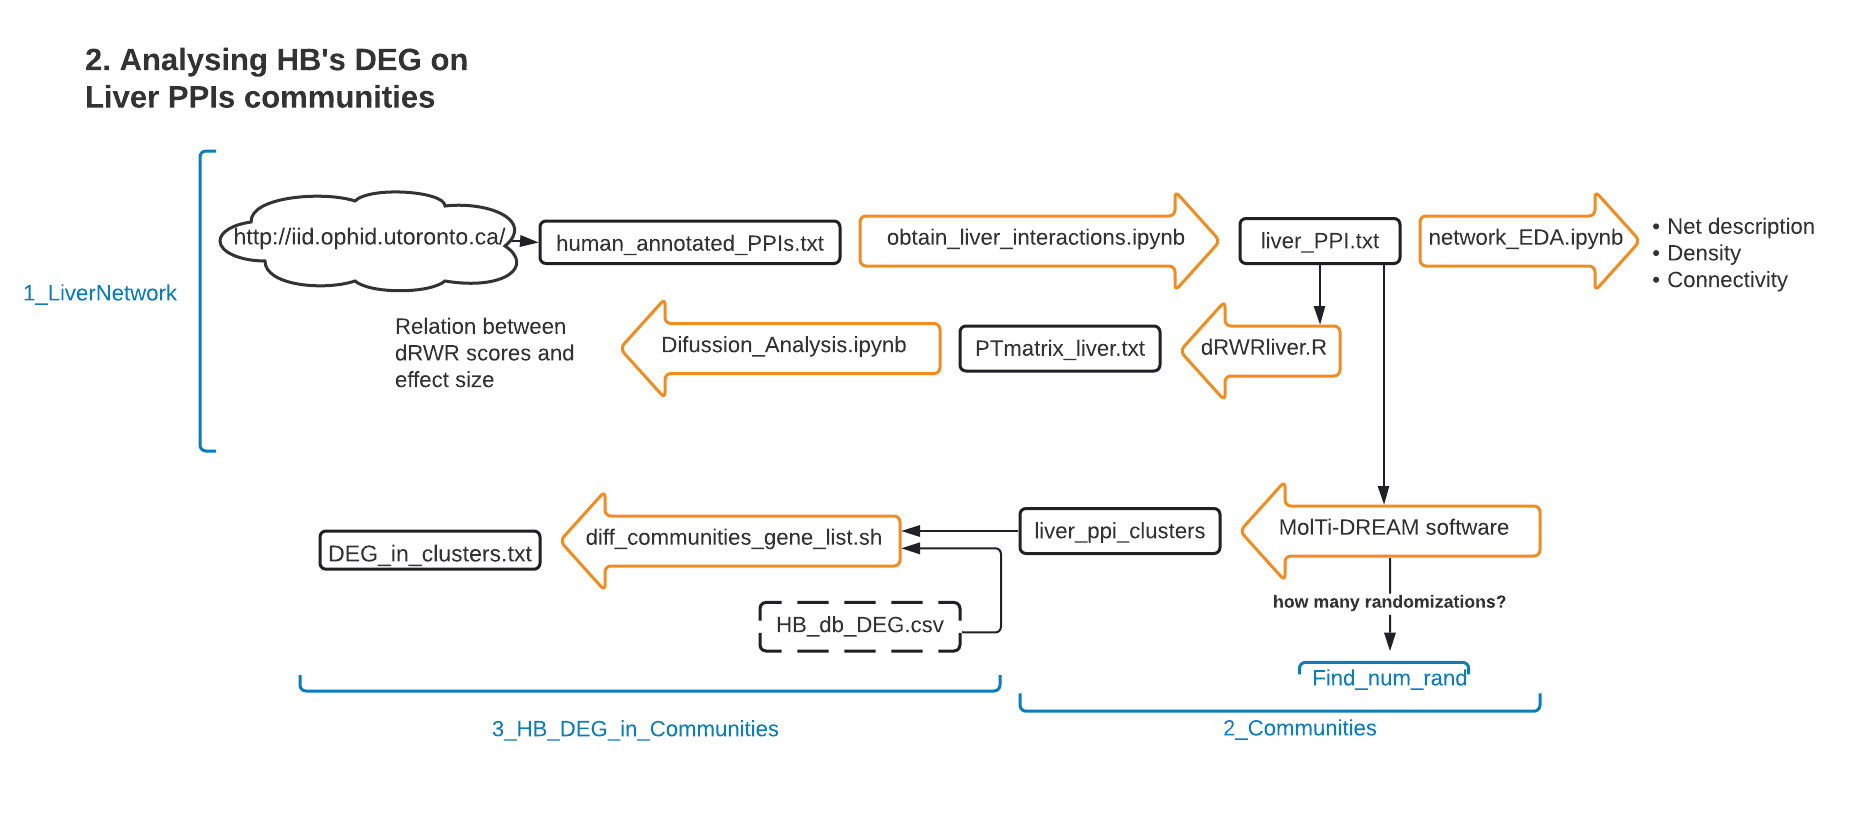 2. Analysing HB's DEG on
Liver PPIs communities
1_LiverNetwork
http://iid.ophid.utoronto.ca/
human_annotated_PPIs.txt
obtain_liver_interactions.ipynb
liver_PPI.txt
network_EDA.ipynb
• Net description
• Density
• Connectivity
Relation between
dRWR scores and
effect size
Difussion_Analysis.ipynb
PTmatrix_liver.txt
dRWRliver.R
DEG_in_clusters.txt
diff_communities_gene_list.sh
liver_ppi_clusters
MolTi-DREAM software
how many randomizations?
HB_db_DEG.csv
Find_num_rand
3_HB_DEG_in_Communities
2_Communities